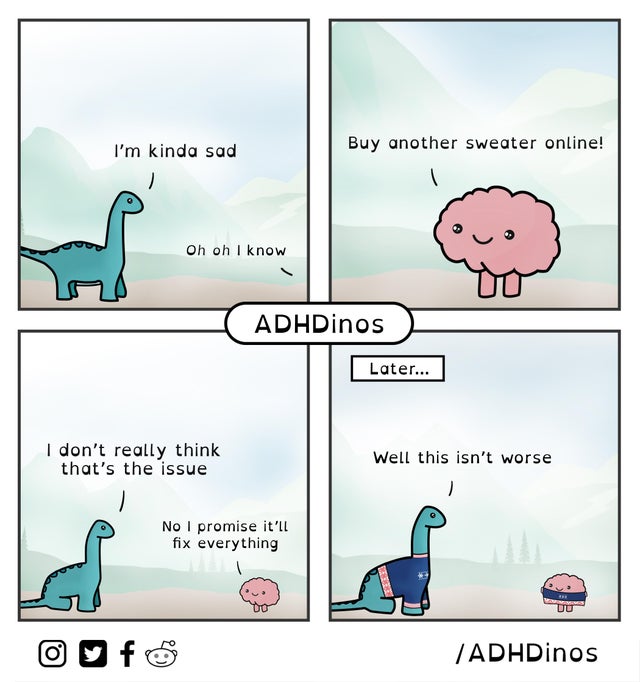 I'm kinda sad
Oh oh I know
Buy another sweater online!
ADHDinos
I don't really think
that's the issue
No I promise it'll
fix everything
Later...
Well this isn't worse
/ADHDinos